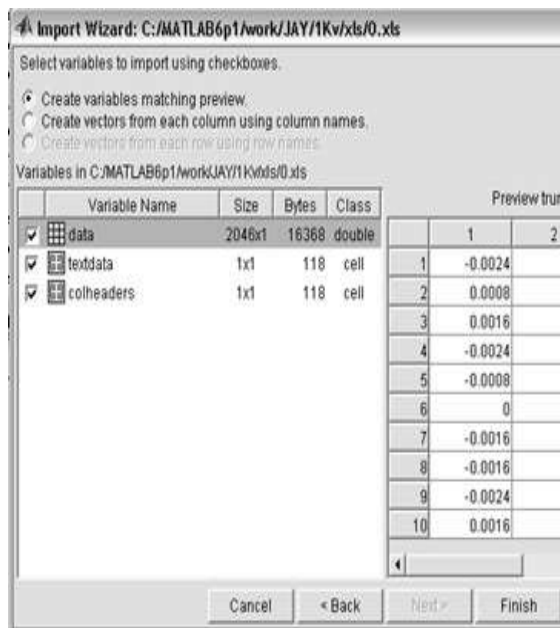 Import Wizard: C:/MATLAB6p1/work/JAY/1Kv/xls/0.xls
Select variables to import using checkboxes.
Create variables matching preview.
Create vectors from each column using column names.
Create vectors from each row using row names.
Variables in C:/MATLAB6p1/work/JAY/1Kv/xls/0.xls
Variable Name Size Bytes Class
data 2046x1 16368 double
textdata 1x1 118 cell
colheaders 1x1 118 cell
Preview trun
1 2
1 -0.0024
2 0.0008
3 0.0016
4 -0.0024
5 -0.0008
6 0
7 -0.0016
8 -0.0016
9 -0.0024
10 0.0016
Cancel < Back Next > Finish